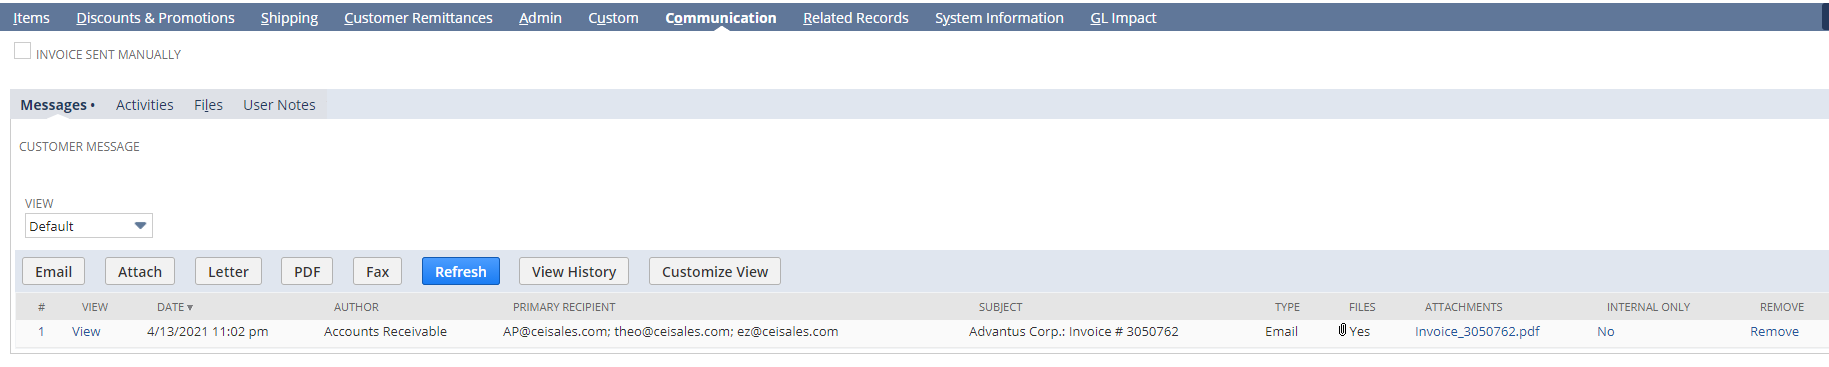 Items Discounts & Promotions Shipping Customer Remittances Admin Custom Communication Related Records System Information GL Impact
INVOICE SENT MANUALLY
Messages • Activities Files User Notes
CUSTOMER MESSAGE
VIEW
Default
Email Attach Letter PDF Fax Refresh View History Customize View
# VIEW DATE ▼ AUTHOR PRIMARY RECIPIENT SUBJECT TYPE FILES ATTACHMENTS INTERNAL ONLY REMOVE
1 View 4/13/2021 11:02 pm Accounts Receivable AP@ceisales.com; theo@ceisales.com; ez@ceisales.com Advantus Corp.: Invoice # 3050762 Email Yes Invoice_3050762.pdf No Remove